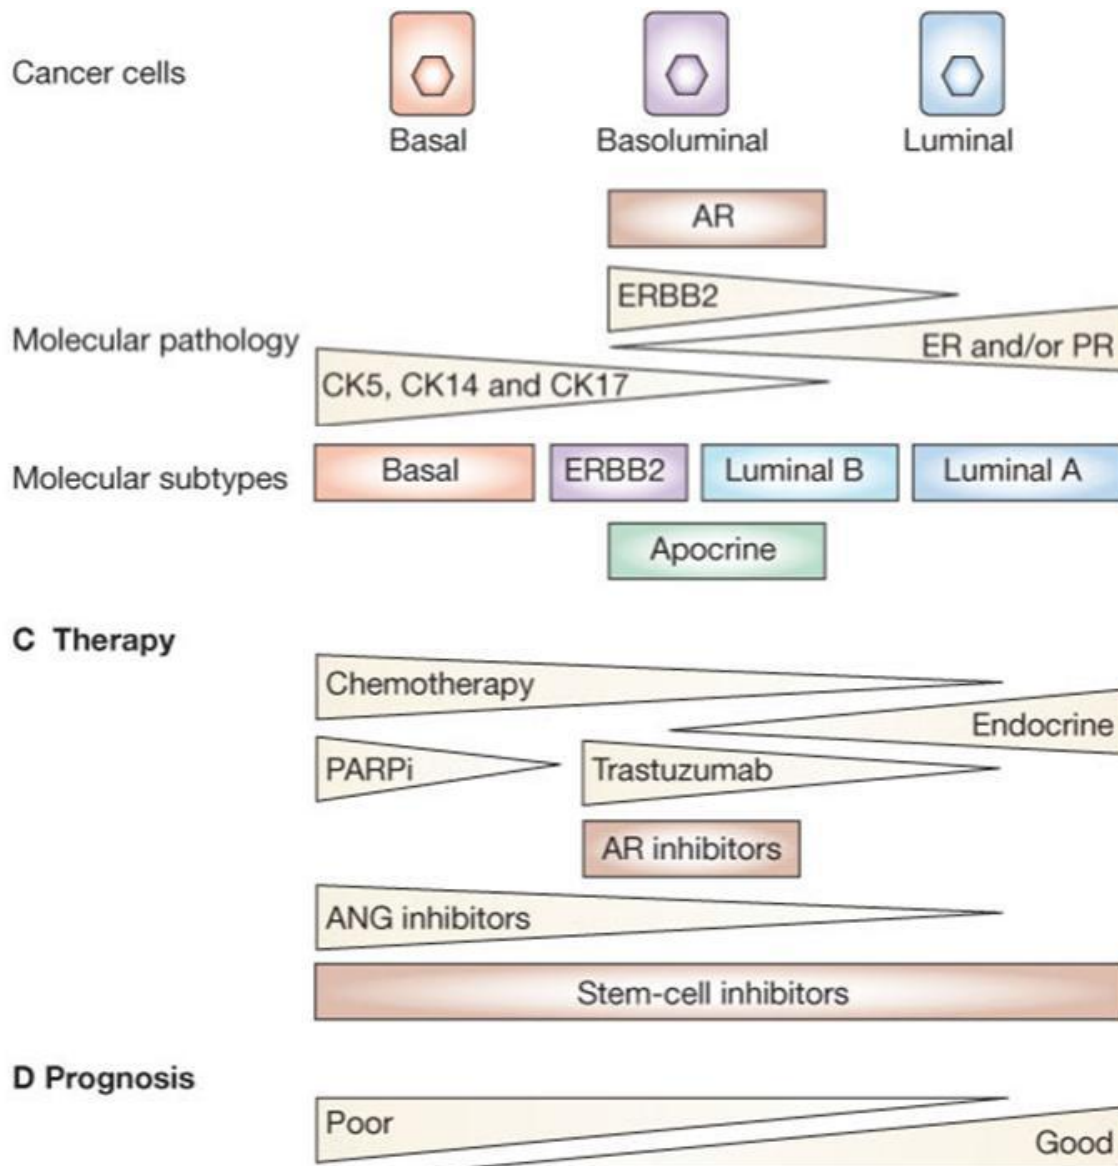 Cancer cells
Basal
Basoluminal
Luminal
AR
ERBB2
Molecular pathology
ER and/or PR
CK5, CK14 and CK17
Molecular subtypes
Basal
ERBB2
Luminal B
Luminal A
Apocrine
C Therapy
Chemotherapy
Endocrine
PARPi
Trastuzumab
AR inhibitors
ANG inhibitors
Stem-cell inhibitors
D Prognosis
Poor
Good